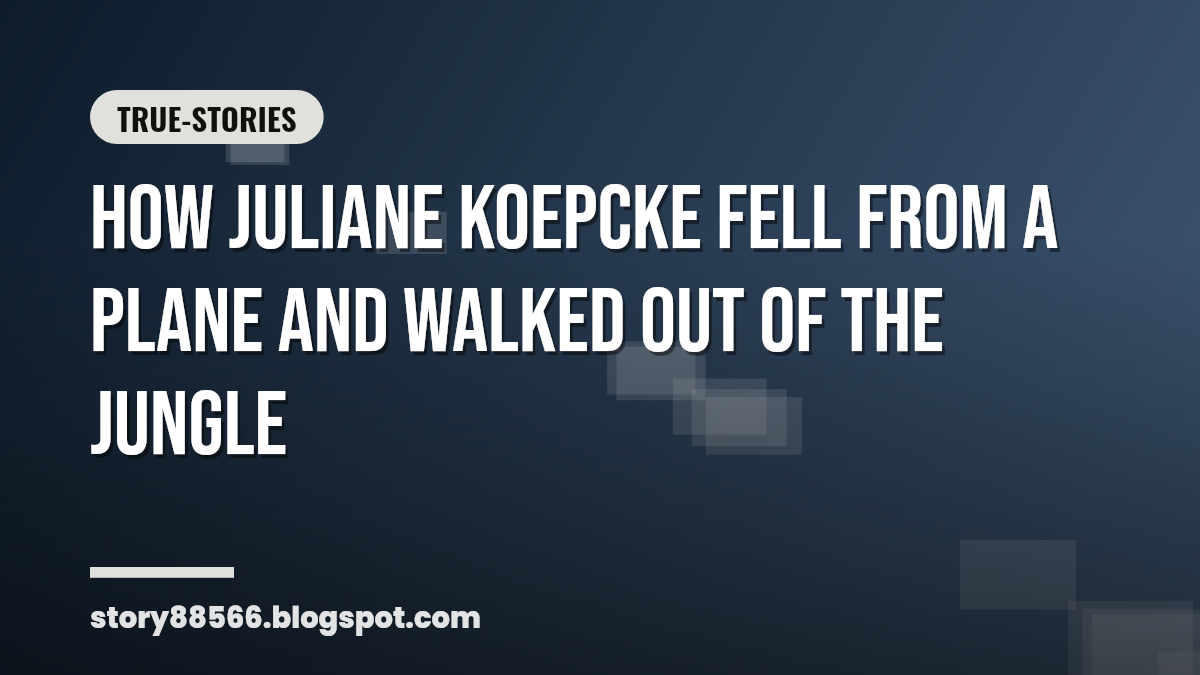 TRUE-STORIES
HOW JULIANE KOEPCKE FELL FROM A
PLANE AND WALKED OUT OF THE
JUNGLE
story88566.blogspot.com